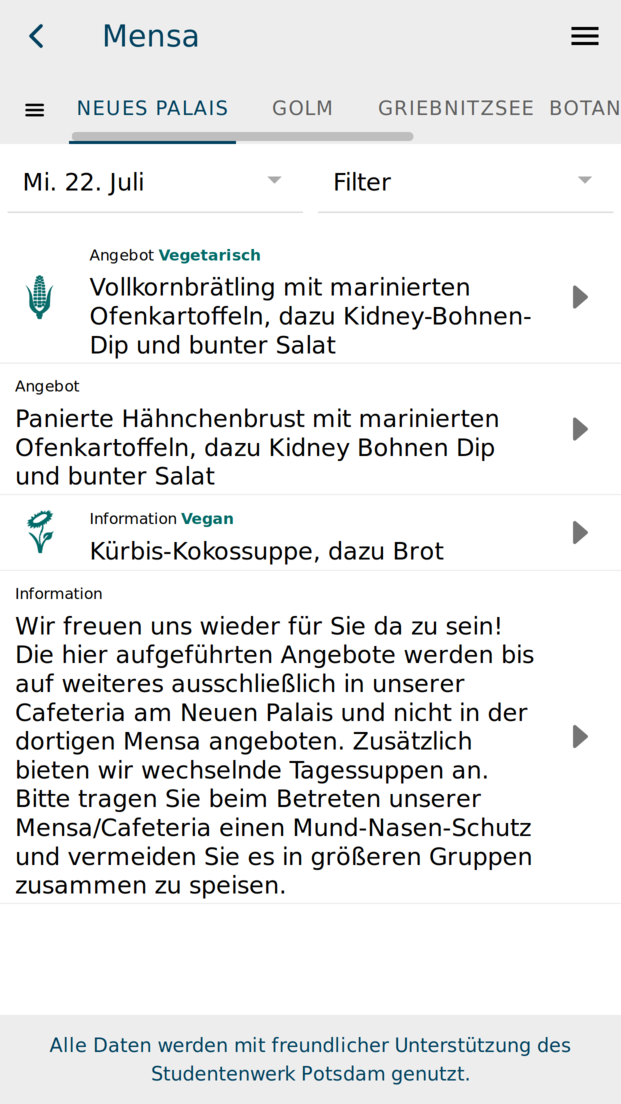 Mensa
NEUES PALAIS GOLM GRIEBNITZSEE BOTAN
Mi. 22. Juli Filter
Angebot Vegetarisch
Vollkornbrätling mit marinierten
Ofenkartoffeln, dazu Kidney-Bohnen-
Dip und bunter Salat
Angebot
Panierte Hähnchenbrust mit marinierten
Ofenkartoffeln, dazu Kidney Bohnen Dip
und bunter Salat
Information Vegan
Kürbis-Kokossuppe, dazu Brot
Information
Wir freuen uns wieder für Sie da zu sein!
Die hier aufgeführten Angebote werden bis
auf weiteres ausschließlich in unserer
Cafeteria am Neuen Palais und nicht in der
dortigen Mensa angeboten. Zusätzlich
bieten wir wechselnde Tagessuppen an.
Bitte tragen Sie beim Betreten unserer
Mensa/Cafeteria einen Mund-Nasen-Schutz
und vermeiden Sie es in größeren Gruppen
zusammen zu speisen.
Alle Daten werden mit freundlicher Unterstützung des
Studentenwerk Potsdam genutzt.